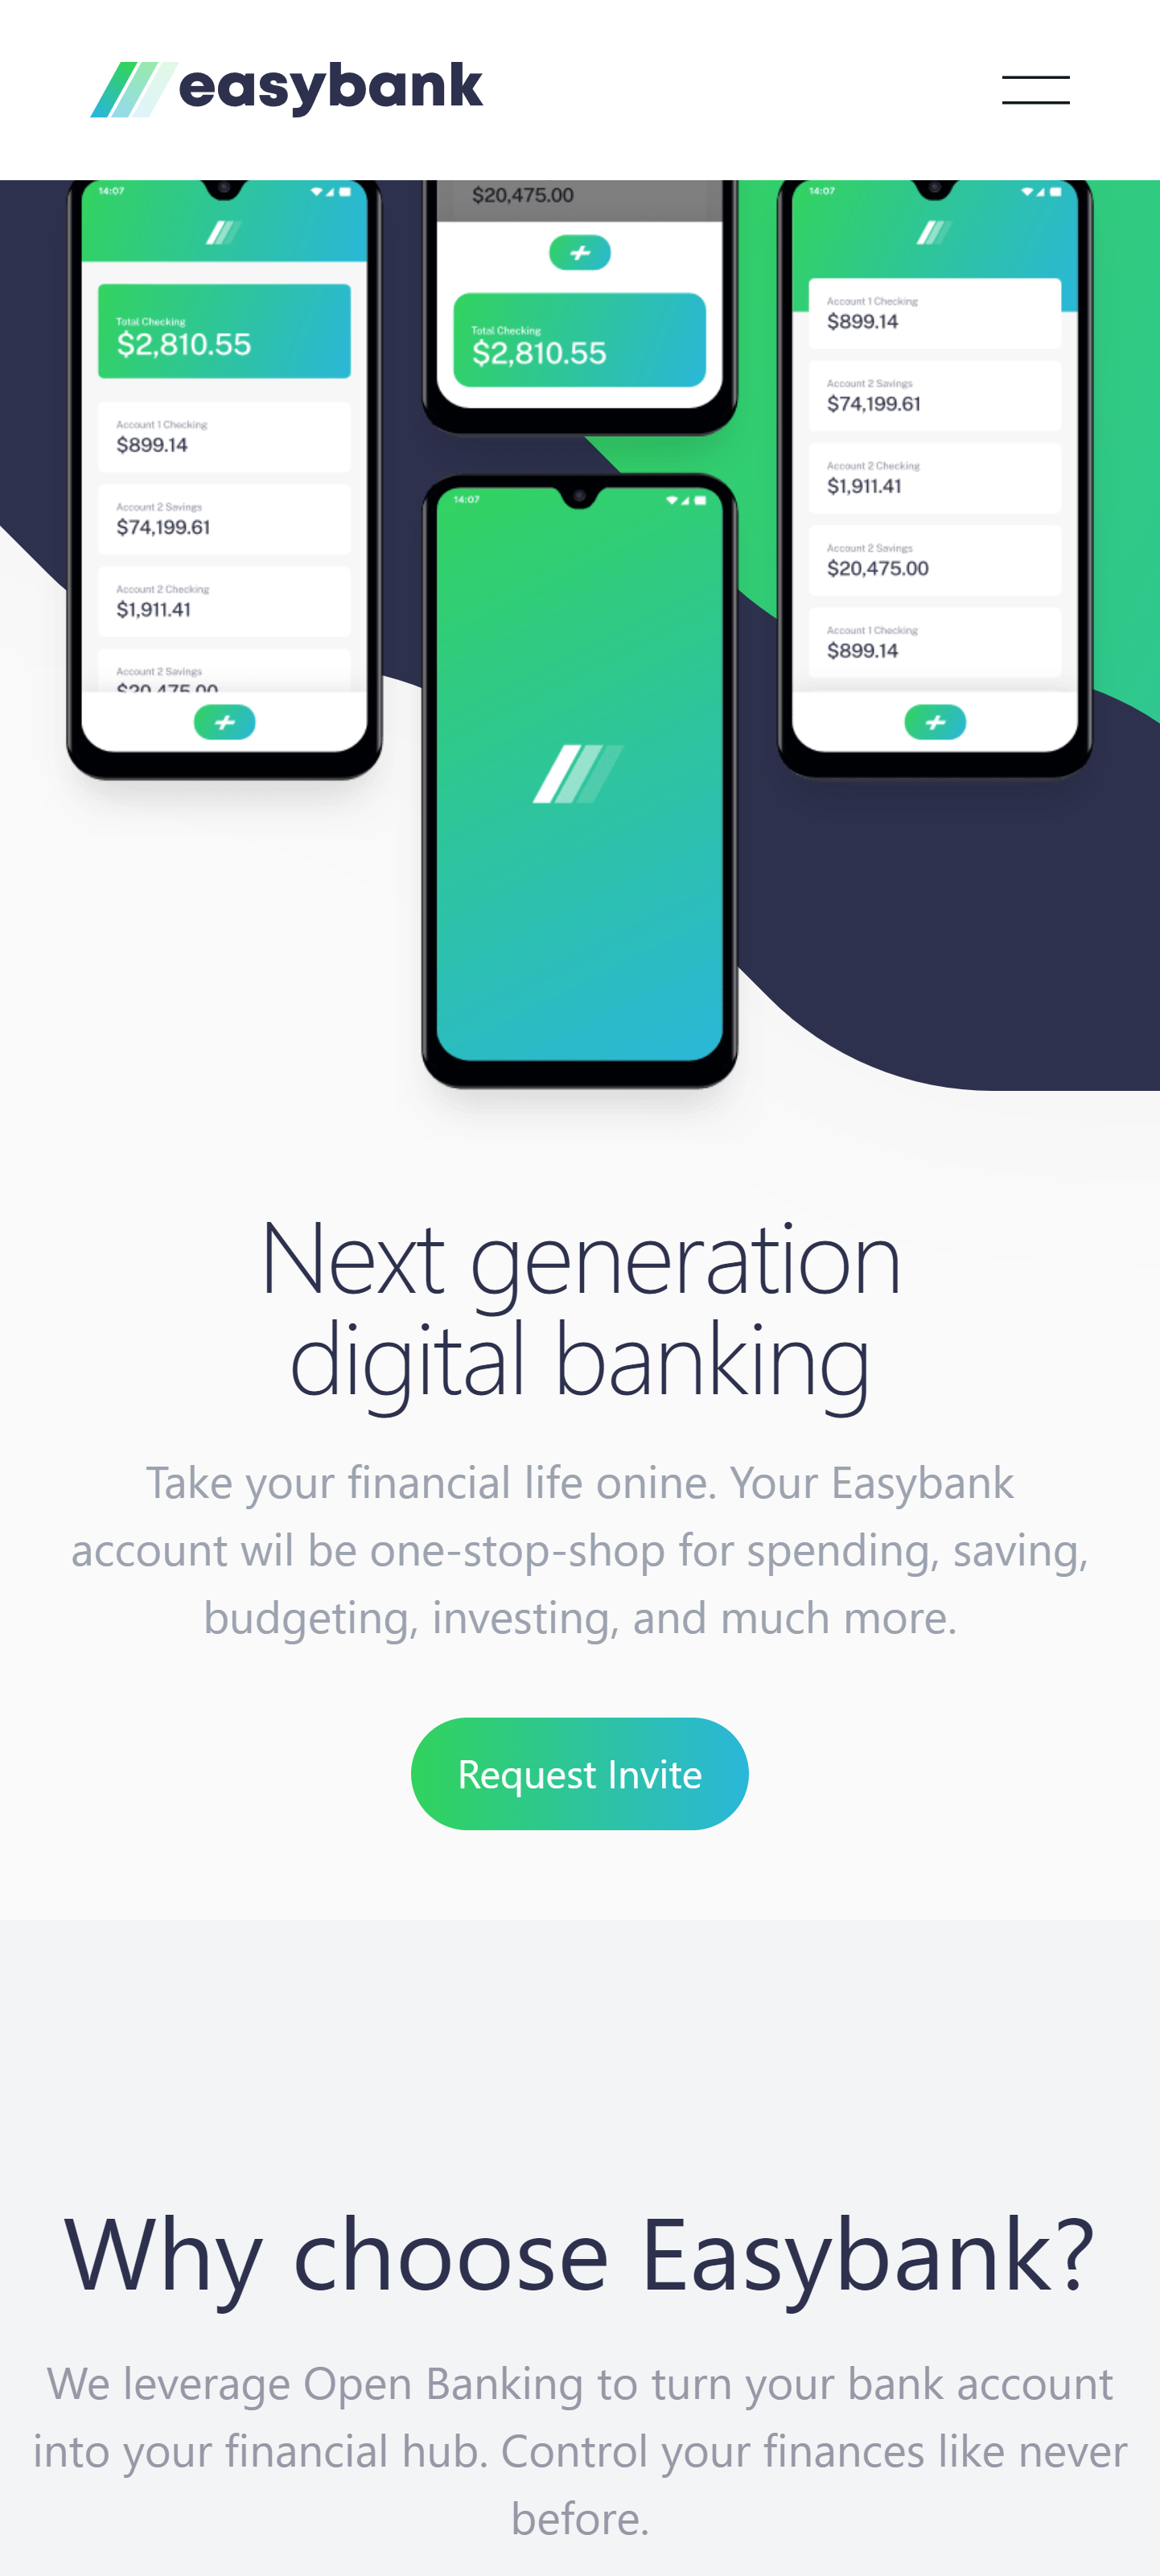 easybank
14:07
Total Checking
$2,810.55
Account 1 Checking
$899.14
Account 2 Savings
$74,199.61
Account 2 Checking
$1,911.41
Account 2 Savings
$20,475.00
$20,475.00
Total Checking
$2,810.55
14:07
14:07
Account 1 Checking
$899.14
Account 2 Savings
$74,199.61
Account 2 Checking
$1,911.41
Account 2 Savings
$20,475.00
Account 1 Checking
$899.14
Next generation
digital banking
Take your financial life onine. Your Easybank
account wil be one-stop-shop for spending, saving,
budgeting, investing, and much more.
Request Invite
Why choose Easybank?
We leverage Open Banking to turn your bank account
into your financial hub. Control your finances like never
before.